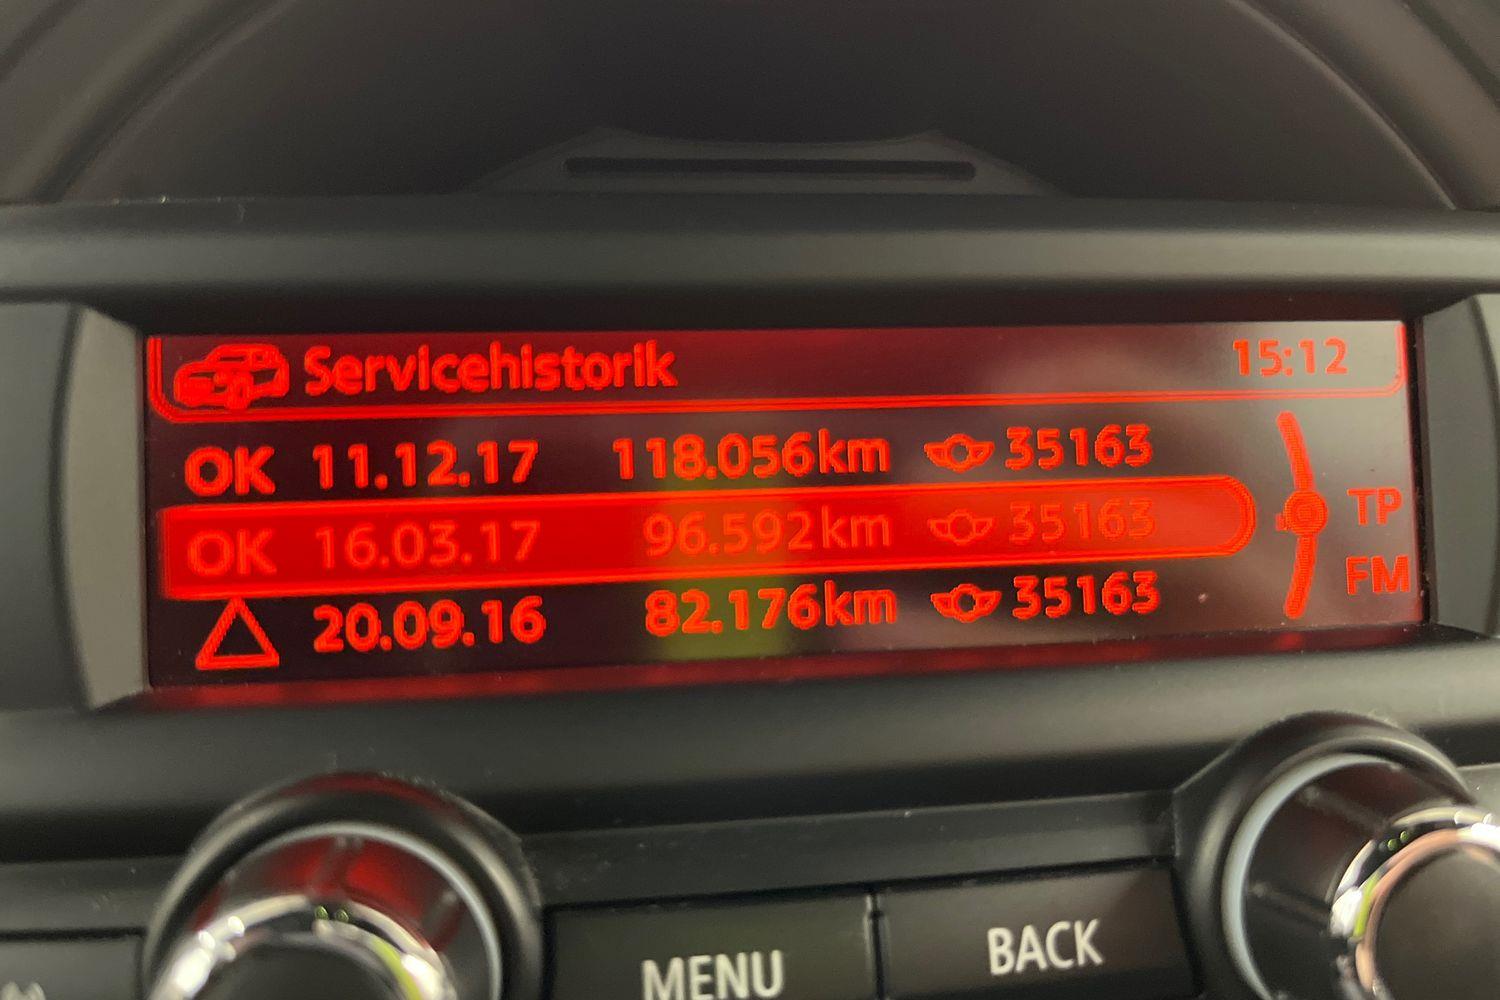 Servicehistorik 15:12
OK 11.12.17 118.056km 35163
OK 16.03.17 96.592km 35163
20.09.16 82.176km 35163
TP
FM
MENU
BACK